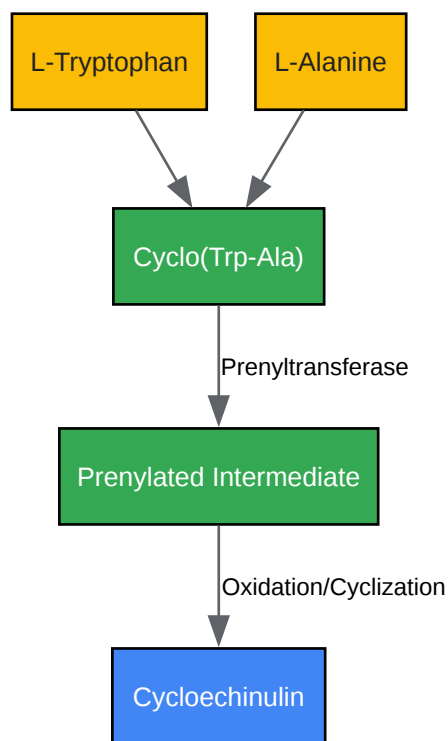 L-Tryptophan
L-Alanine
Cyclo(Trp-Ala)
Prenyltransferase
Prenylated Intermediate
Oxidation/Cyclization
Cycloechinulin